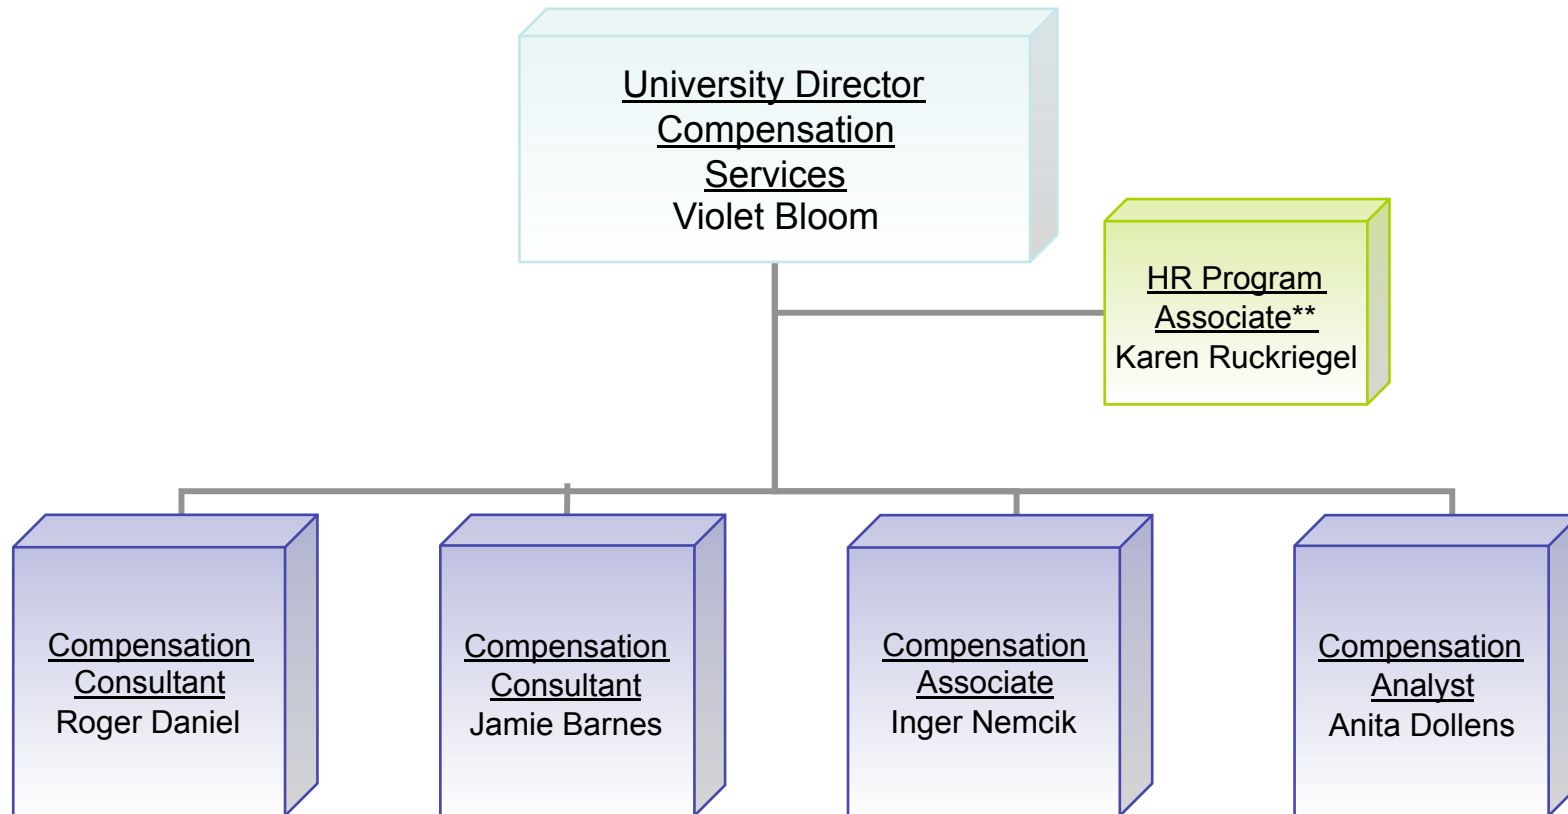 University Director
Compensation
Services
Violet Bloom
HR Program
Associate**
Karen Ruckriegel
Compensation
Consultant
Roger Daniel
Compensation
Consultant
Jamie Barnes
Compensation
Associate
Inger Nemcik
Compensation
Analyst
Anita Dollens